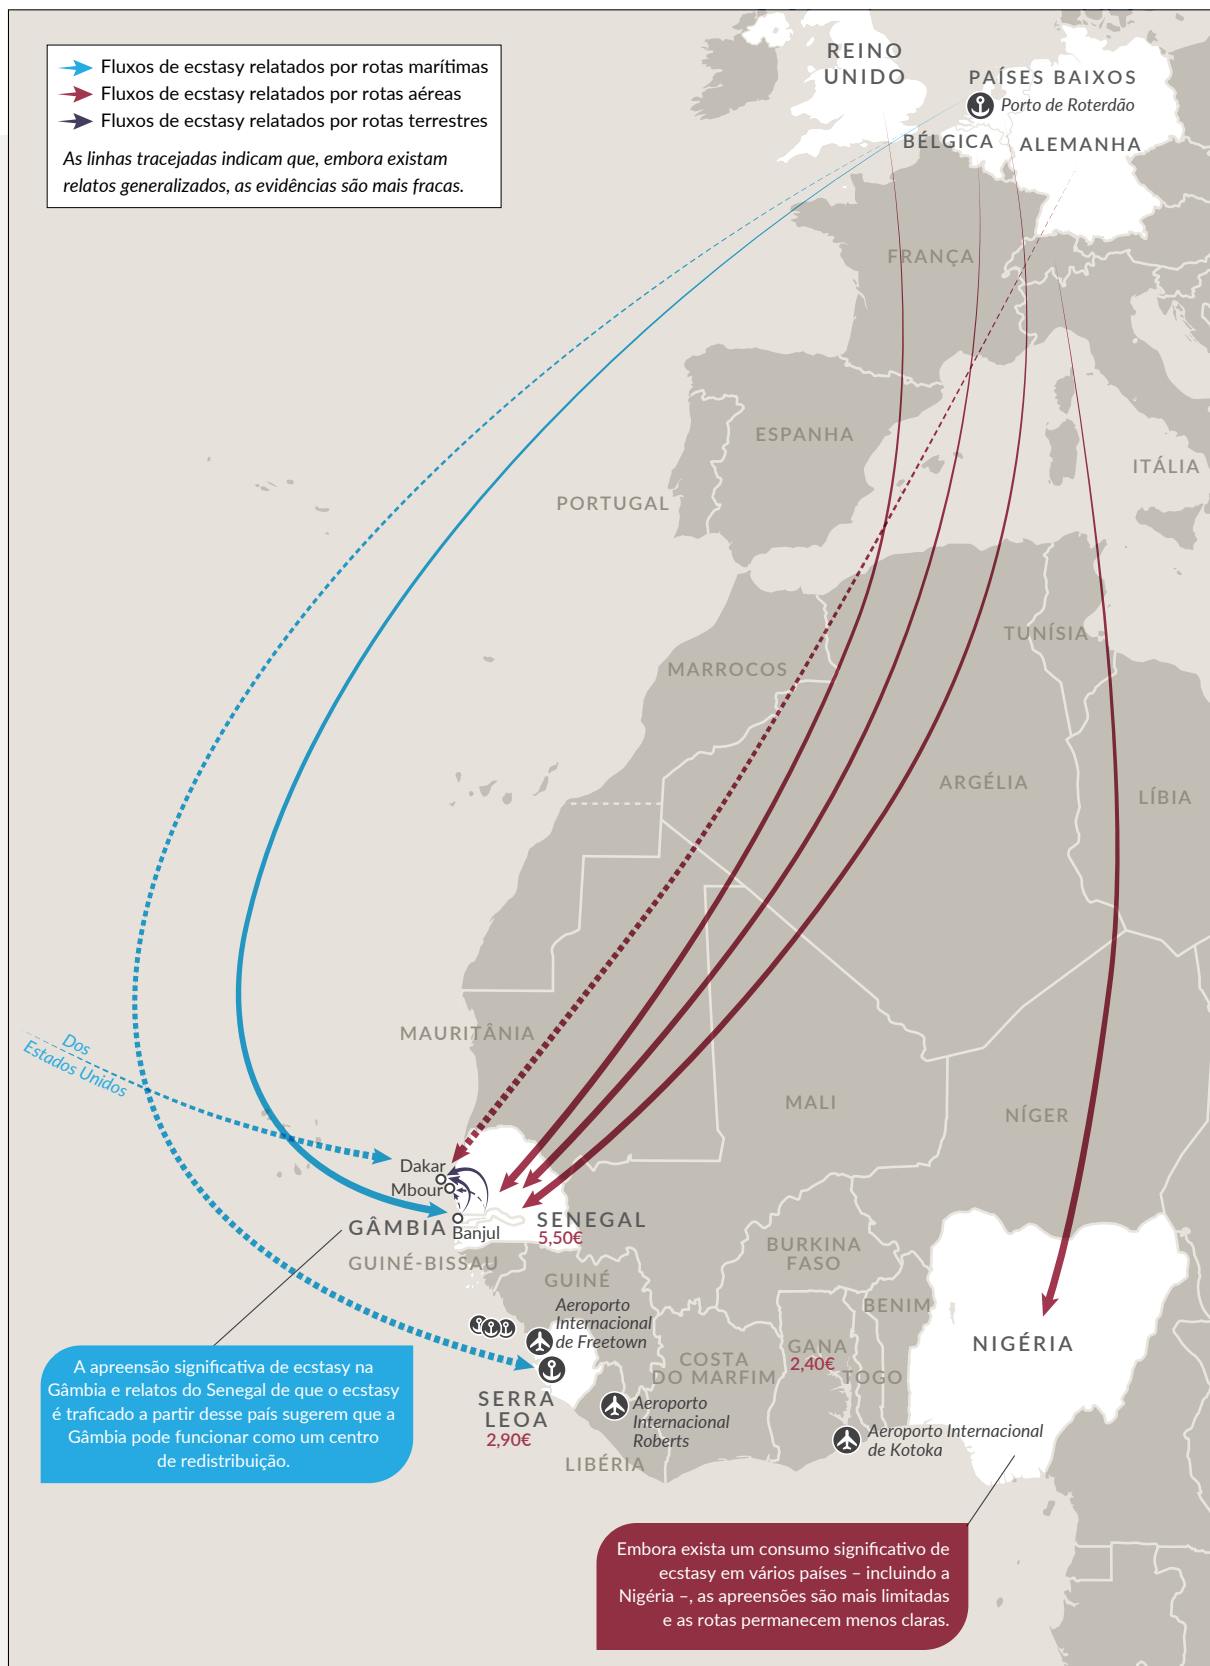 Fluxos de ecstasy relatados por rotas marítimas
Fluxos de ecstasy relatados por rotas aéreas
Fluxos de ecstasy relatados por rotas terrestres
As linhas tracejadas indicam que, embora existam
relatos generalizados, as evidências são mais fracas.
REINO
UNIDO
PAÍSES BAIXOS
Porto de Roterdão
BÉLGICA
ALEMANHA
FRANÇA
ESPANHA
ITÁLIA
PORTUGAL
TUNÍSIA
MARROCOS
ARGÉLIA
LÍBIA
MAURITÂNIA
Dos
Estados Unidos
MALI
NÍGER
Dakar
Mbour
GÂMBIA
Banjul
SENEGAL
5,50€
GUINÉ-BISSAU
GUINÉ
BURKINA
FASO
BENIM
Aeroporto
Internacional
de Freetown
NIGÉRIA
GANA
2,40€
COSTA
DO MARFIM
TOGO
SERRA
LEOA
2,90€
Aeroporto
Internacional
Roberts
Aeroporto Internacional
de Kotoka
LIBÉRIA
A apreensão significativa de ecstasy na
Gâmbia e relatos do Senegal de que o ecstasy
é traficado a partir desse país sugerem que a
Gâmbia pode funcionar como um centro
de redistribuição.
Embora exista um consumo significativo de
ecstasy em vários países – incluindo a
Nigéria –, as apreensões são mais limitadas
e as rotas permanecem menos claras.